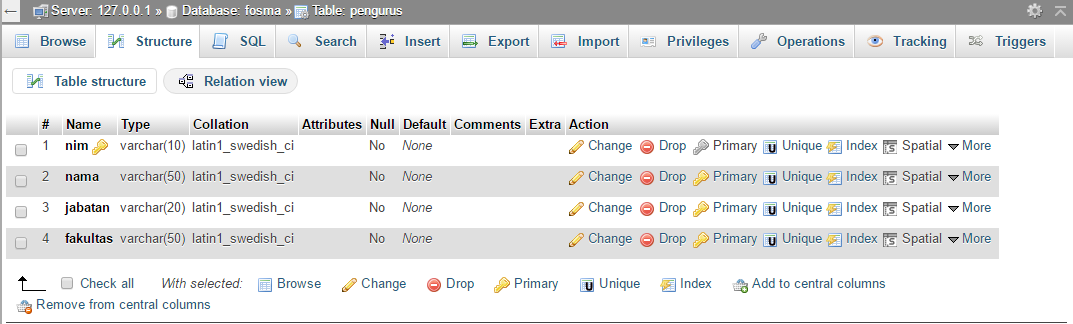 Server: 127.0.0.1 » Database: fosma » Table: pengurus
Browse Structure SQL Search Insert Export Import Privileges Operations Tracking Triggers
Table structure Relation view
# Name Type Collation Attributes Null Default Comments Extra Action
1 nim varchar(10) latin1_swedish_ci No None Change Drop Primary Unique Index Spatial More
2 nama varchar(50) latin1_swedish_ci No None Change Drop Primary Unique Index Spatial More
3 jabatan varchar(20) latin1_swedish_ci No None Change Drop Primary Unique Index Spatial More
4 fakultas varchar(50) latin1_swedish_ci No None Change Drop Primary Unique Index Spatial More
Check all With selected: Browse Change Drop Primary Unique Index Add to central columns
Remove from central columns